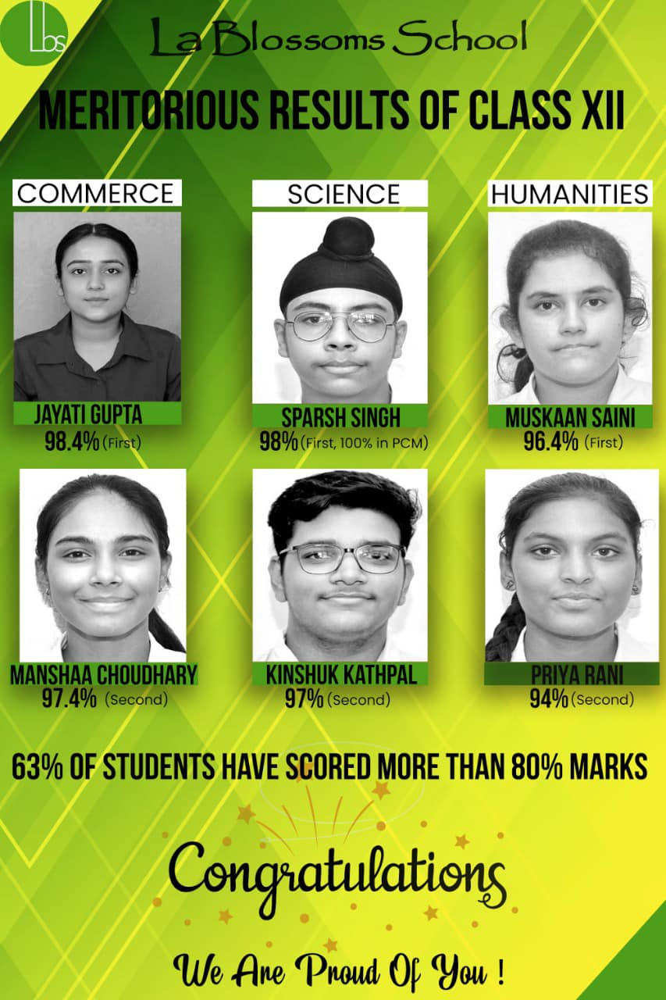 lbs
La Blossoms School
MERITORIOUS RESULTS OF CLASS XII
COMMERCE
SCIENCE
HUMANITIES
JAYATI GUPTA
98.4% (First)
SPARSH SINGH
98% (First, 100% in PCM)
MUSKAAN SAINI
96.4% (First)
MANSHAA CHOUDHARY
97.4% (Second)
KINSHUK KATHPAL
97% (Second)
PRIYA RANI
94% (Second)
63% OF STUDENTS HAVE SCORED MORE THAN 80% MARKS
Congratulations
We Are Proud Of You !